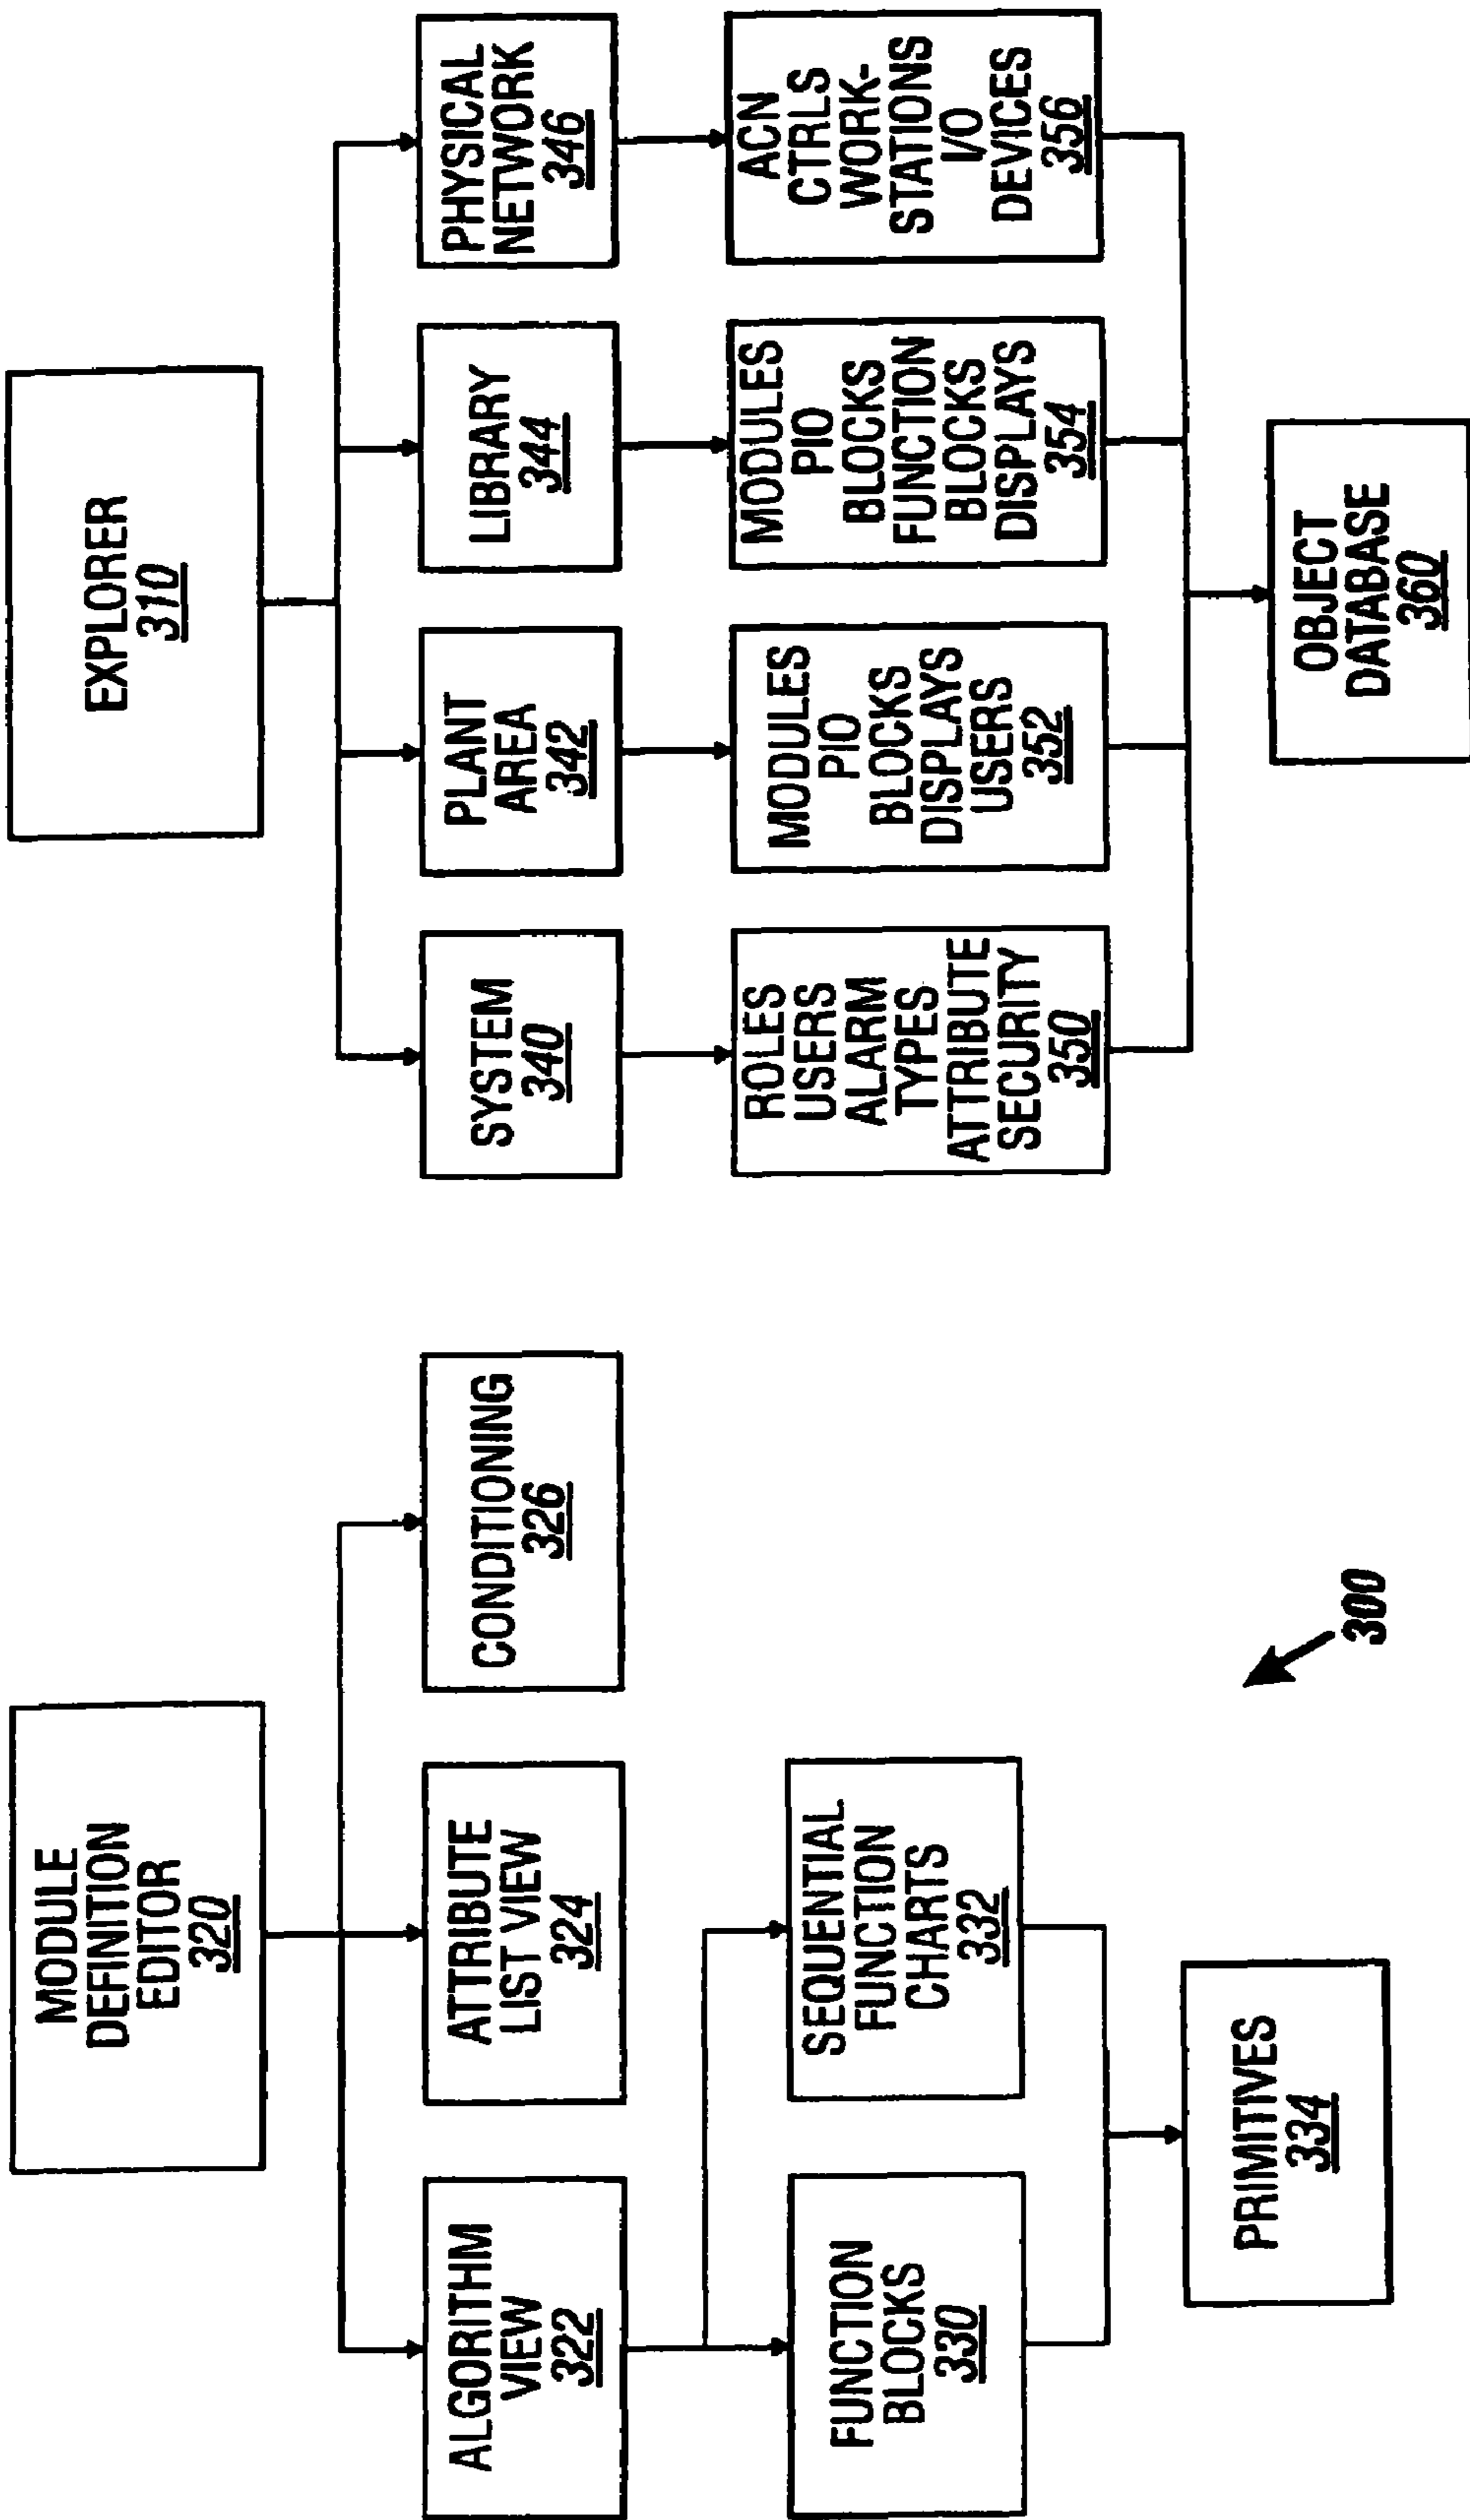 MODULE
DEFINITION
EDITOR
320
ALGORITHM
VIEW
322
ATTRIBUTE
LIST VIEW
324
CONDITIONING
326
FUNCTION
BLOCKS
330
SEQUENTIAL
FUNCTION
CHARTS
332
PRIMITIVES
334
300
EXPLORER
310
SYSTEM
340
PLANT
AREA
342
LIBRARY
344
PHYSICAL
NETWORK
346
ROLES
USERS
ALARM
TYPES
ATTRIBUTE
SECURITY
350
MODULES
PIO
BLOCKS
DISPLAYS
USERS
352
MODULES
PIO
BLOCKS
FUNCTION
BLOCKS
DISPLAYS
354
ACN
CTRLS
WORK-
STATIONS
I/O
DEVICES
356
OBJECT
DATABASE
360